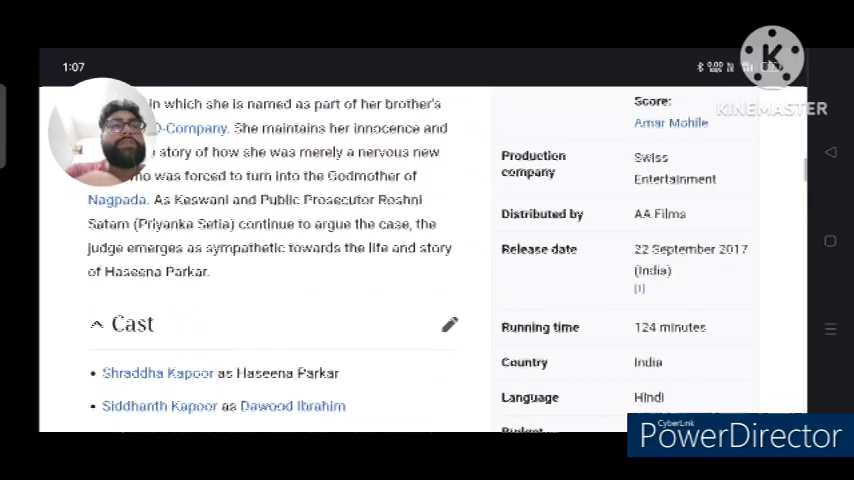 1:07
KINEMASTER
in which she is named as part of her brother's
D-Company. She maintains her innocence and
story of how she was merely a nervous new
who was forced to turn into the Godmother of
Nagpada. As Keswani and Public Prosecutor Roshni
Satam (Priyanka Setia) continue to argue the case, the
judge emerges as sympathetic towards the life and story
of Haseena Parkar.
Cast
Shraddha Kapoor as Haseena Parkar
Siddhanth Kapoor as Dawood Ibrahim
Score:
Amar Mohile
Production company
Swiss
Entertainment
Distributed by
AA Films
Release date
22 September 2017
(India)
[1]
Running time
124 minutes
Country
India
Language
Hindi
Budget
CyberLink
PowerDirector